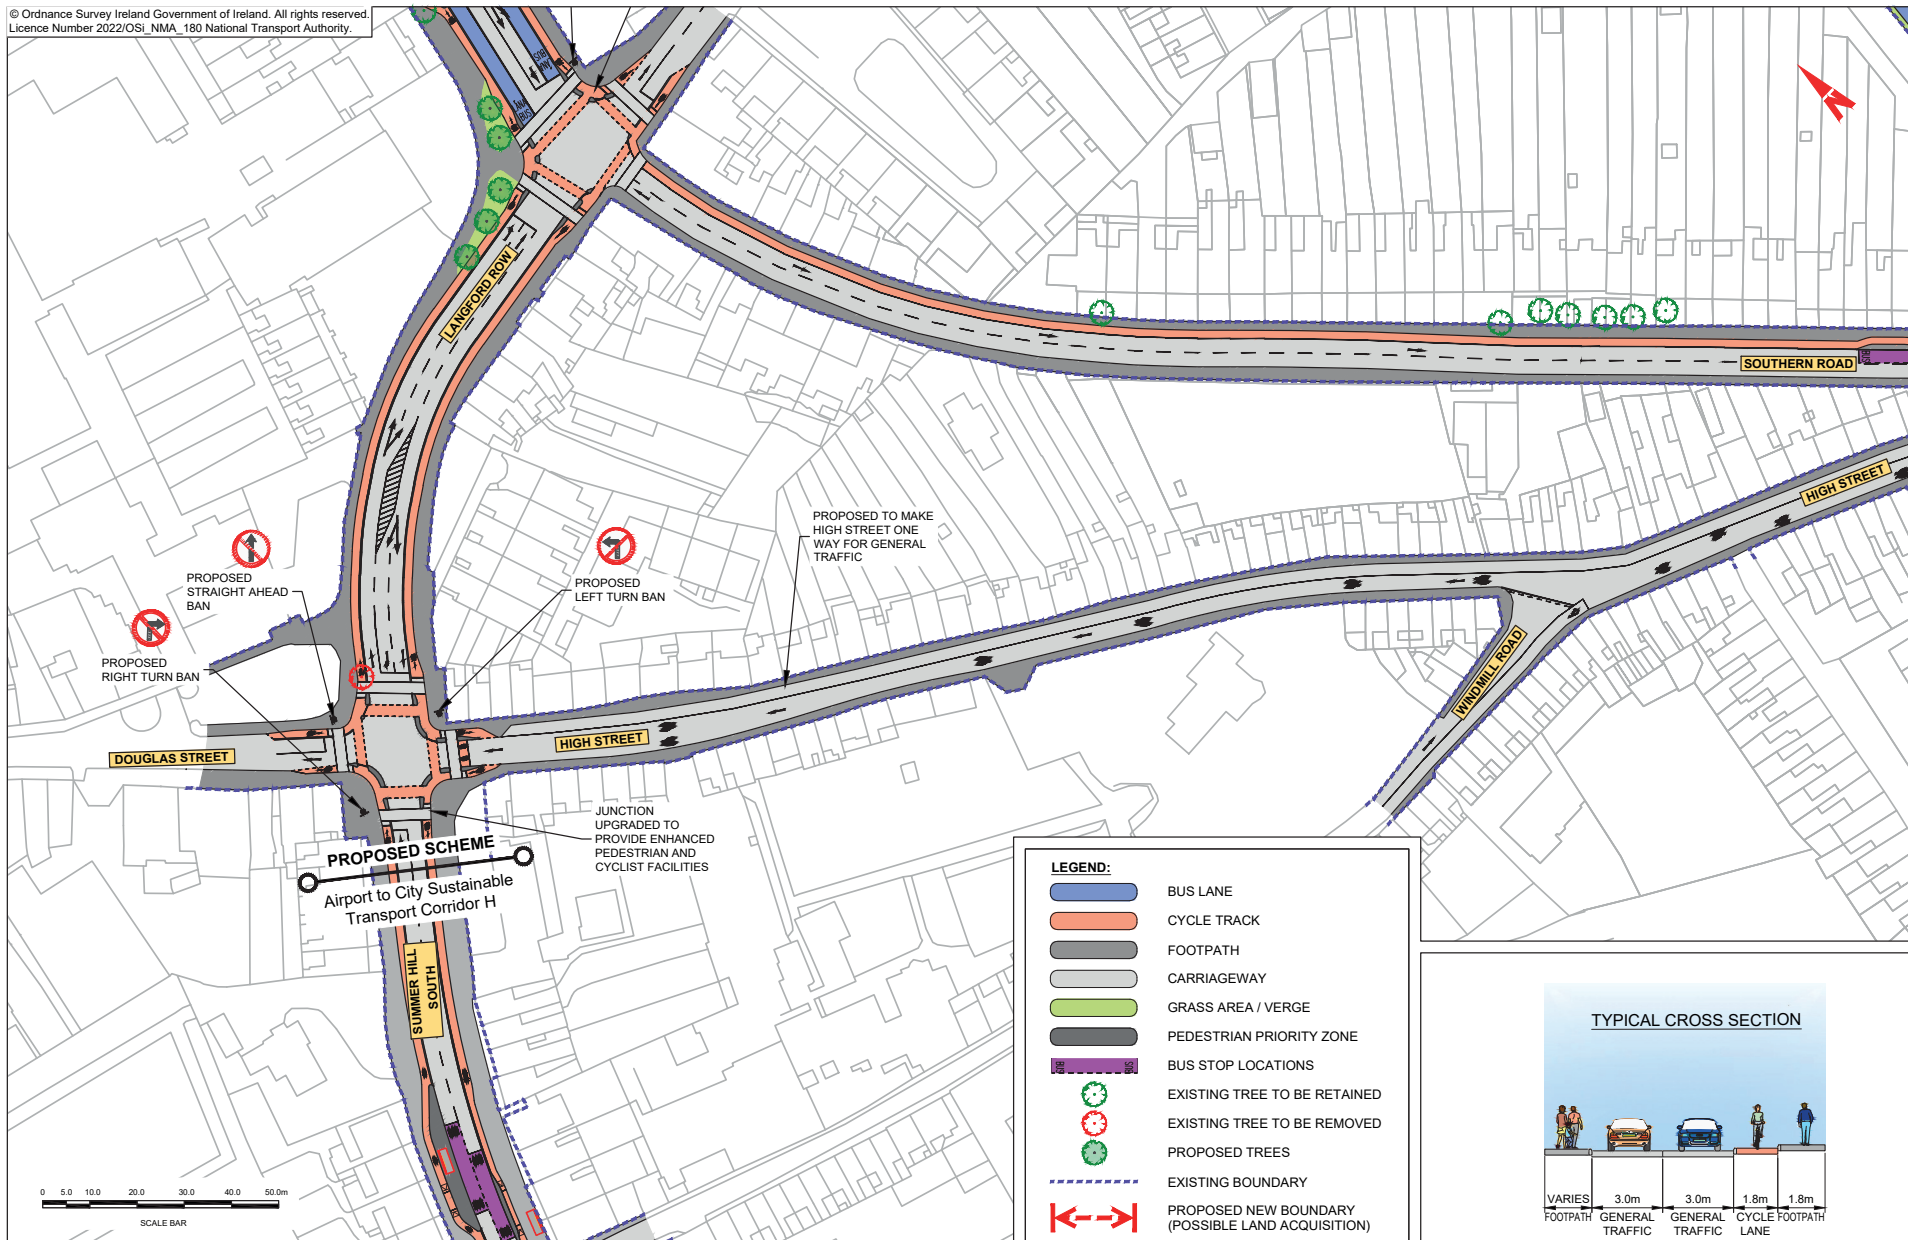 © Ordnance Survey Ireland Government of Ireland. All rights reserved.
Licence Number 2022/OSi_NMA_180 National Transport Authority.
BUS LANE
BUS LANE
N
LANGFORD ROW
SOUTHERN ROAD
BUS
HIGH STREET
PROPOSED TO MAKE
HIGH STREET ONE
WAY FOR GENERAL
TRAFFIC
PROPOSED
STRAIGHT AHEAD
BAN
PROPOSED
LEFT TURN BAN
PROPOSED
RIGHT TURN BAN
WINDMILL ROAD
DOUGLAS STREET
HIGH STREET
JUNCTION
UPGRADED TO
PROVIDE ENHANCED
PEDESTRIAN AND
CYCLIST FACILITIES
PROPOSED SCHEME
Airport to City Sustainable
Transport Corridor H
SUMMER HILL
SOUTH
LEGEND:
BUS LANE
CYCLE TRACK
FOOTPATH
CARRIAGEWAY
GRASS AREA / VERGE
PEDESTRIAN PRIORITY ZONE
BUS BUS
BUS STOP LOCATIONS
EXISTING TREE TO BE RETAINED
EXISTING TREE TO BE REMOVED
PROPOSED TREES
EXISTING BOUNDARY
PROPOSED NEW BOUNDARY
(POSSIBLE LAND ACQUISITION)
TYPICAL CROSS SECTION
VARIES 3.0m 3.0m 1.8m 1.8m
FOOTPATH GENERAL GENERAL CYCLE FOOTPATH
TRAFFIC TRAFFIC LANE
0 5.0 10.0 20.0 30.0 40.0 50.0m
SCALE BAR